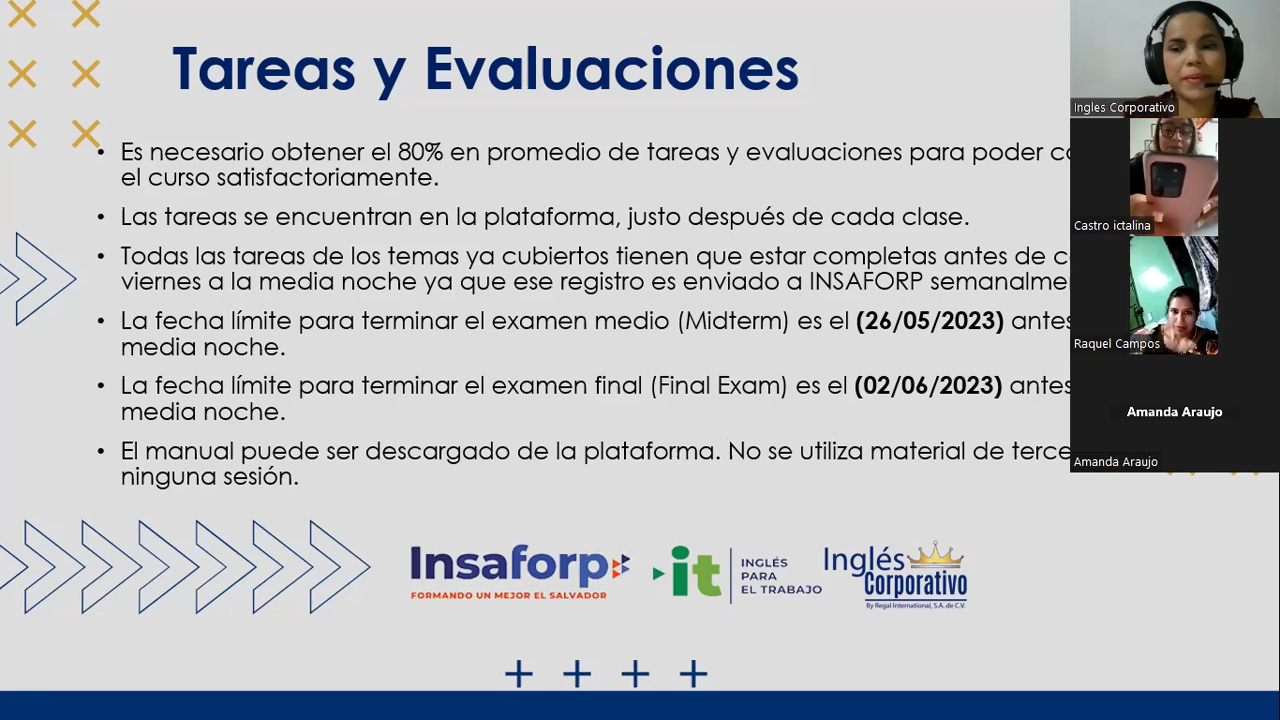 Tareas y Evaluaciones
• Es necesario obtener el 80% en promedio de tareas y evaluaciones para poder
el curso satisfactoriamente.
• Las tareas se encuentran en la plataforma, justo después de cada clase.
• Todas las tareas de los temas ya cubiertos tienen que estar completas antes de
viernes a la media noche ya que ese registro es enviado a INSAFORP semanalme
• La fecha límite para terminar el examen medio (Midterm) es el (26/05/2023) antes
media noche.
• La fecha límite para terminar el examen final (Final Exam) es el (02/06/2023) antes
media noche.
• El manual puede ser descargado de la plataforma. No se utiliza material de terce
ninguna sesión.
Insaforp
FORMANDO UN MEJOR EL SALVADOR
it
INGLÉS
PARA
EL TRABAJO
Inglés
Corporativo
By Regal International, S.A. de C.V.
Ingles Corporativo
Castro ictalina
Raquel Campos
Amanda Araujo
Amanda Araujo